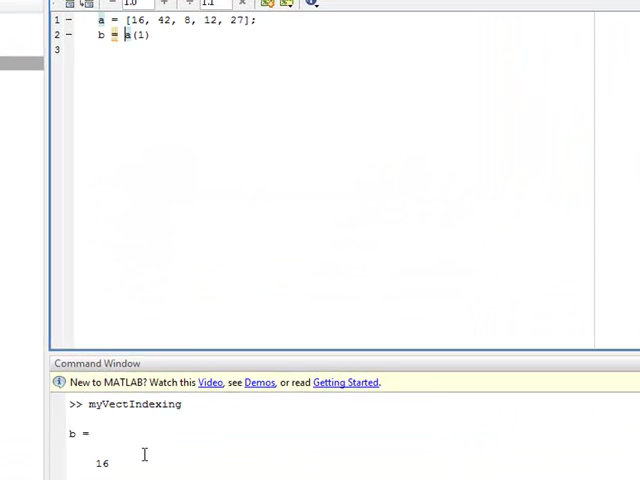 1.0
1.1
1 — a = [16, 42, 8, 12, 27];
2 — b = a(1)
3
Command Window
New to MATLAB? Watch this Video, see Demos, or read Getting Started.
>> myVectIndexing
b =
16